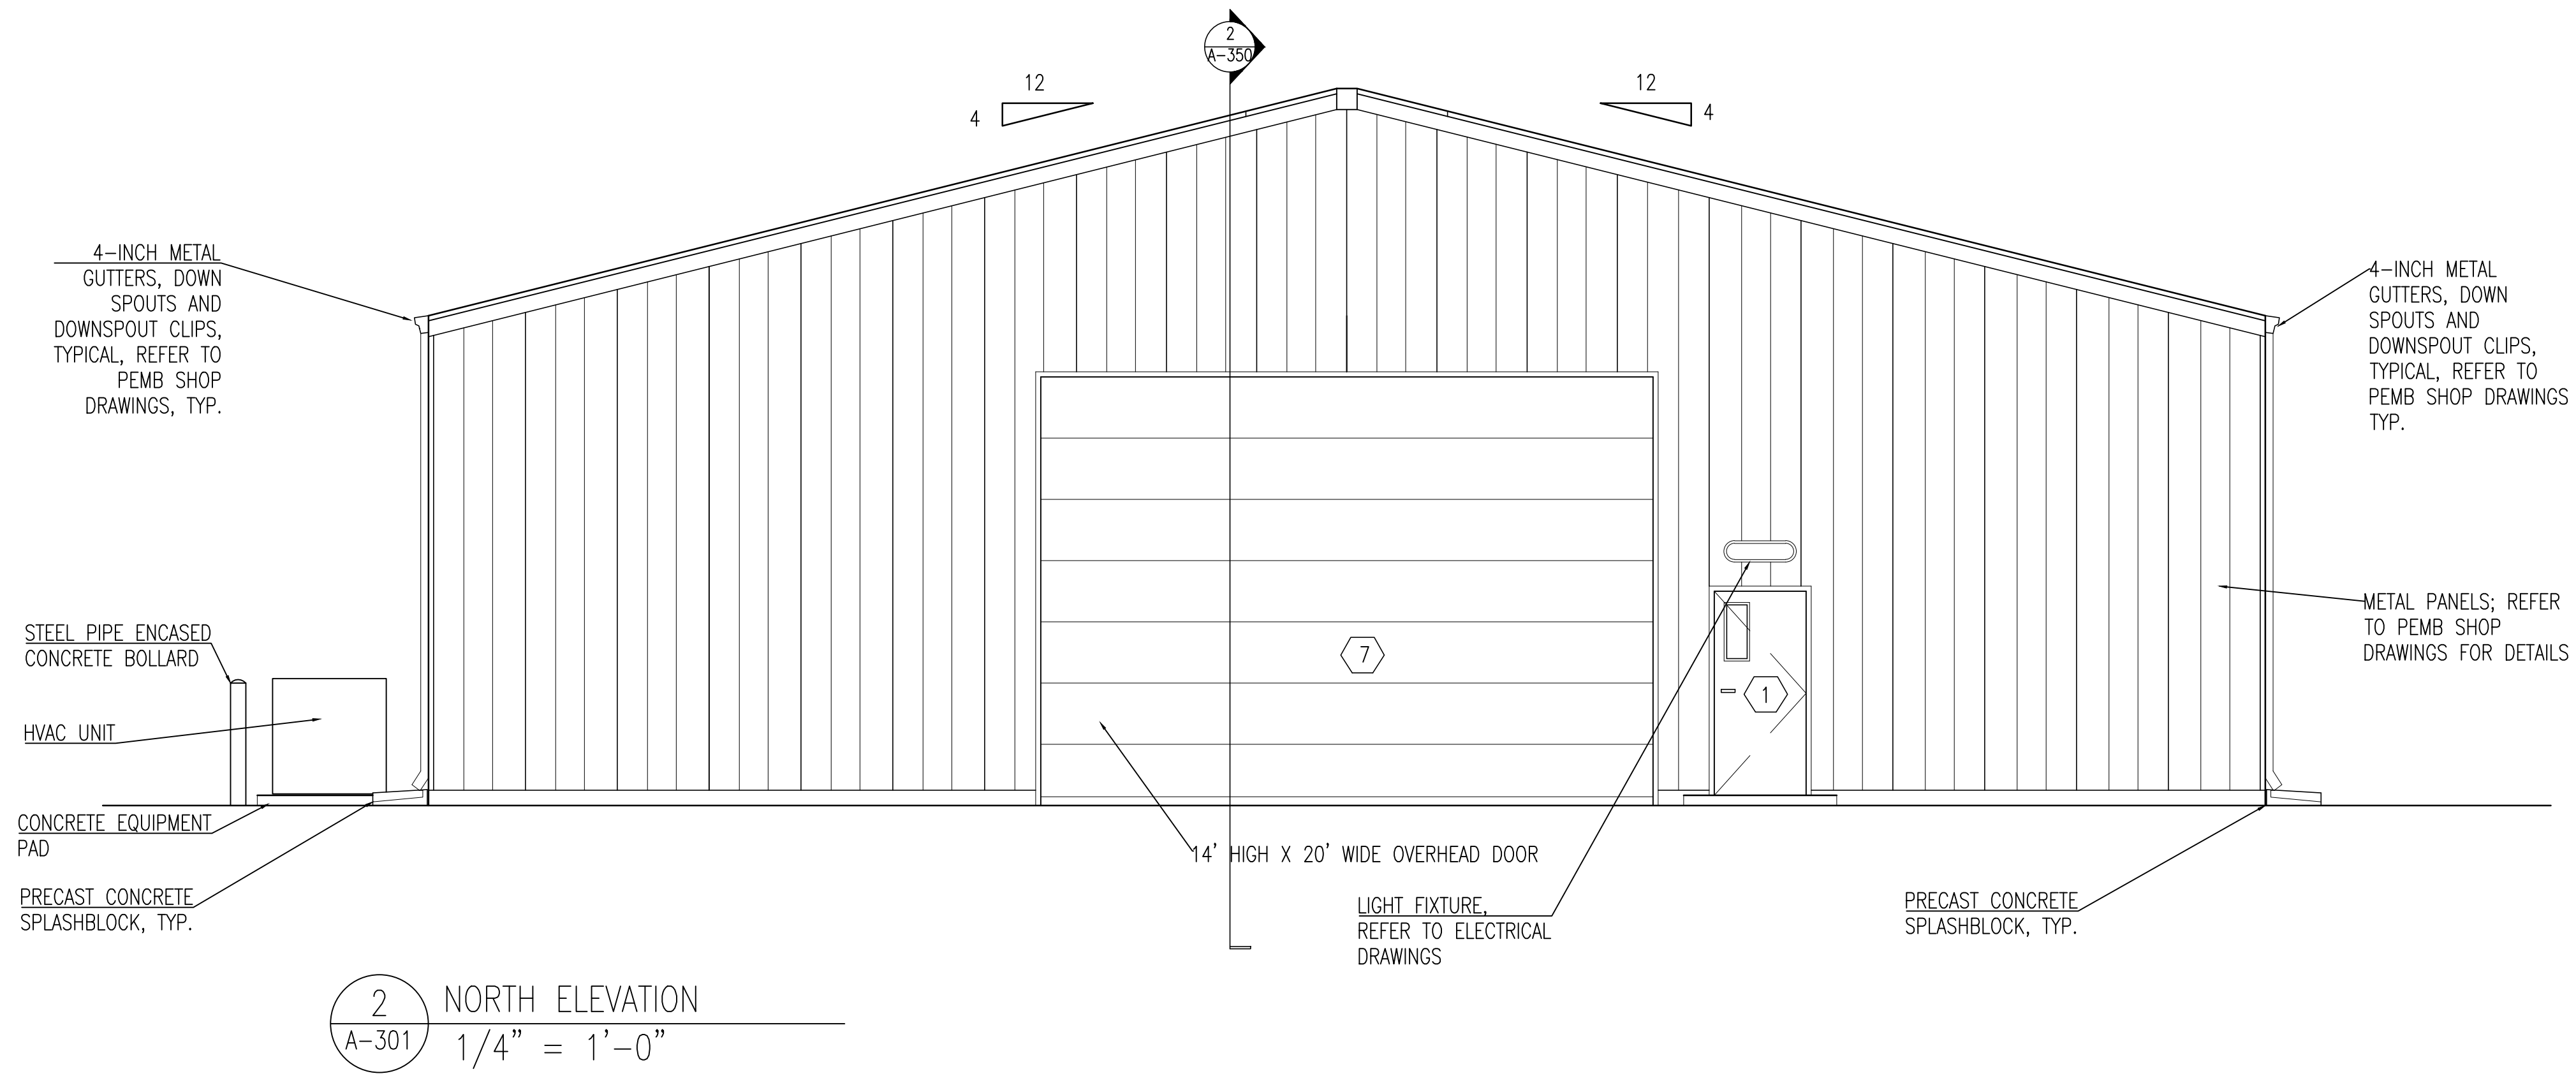 2
A-350
12
4
12
4
4-INCH METAL
GUTTERS, DOWN
SPOUTS AND
DOWNSPOUT CLIPS,
TYPICAL, REFER TO
PEMB SHOP
DRAWINGS, TYP.
4-INCH METAL
GUTTERS, DOWN
SPOUTS AND
DOWNSPOUT CLIPS,
TYPICAL, REFER TO
PEMB SHOP DRAWINGS
TYP.
STEEL PIPE ENCASED
CONCRETE BOLLARD
HVAC UNIT
CONCRETE EQUIPMENT
PAD
PRECAST CONCRETE
SPLASHBLOCK, TYP.
7
1
METAL PANELS; REFER
TO PEMB SHOP
DRAWINGS FOR DETAILS
14' HIGH X 20' WIDE OVERHEAD DOOR
LIGHT FIXTURE,
REFER TO ELECTRICAL
DRAWINGS
PRECAST CONCRETE
SPLASHBLOCK, TYP.
2
A-301
NORTH ELEVATION
1/4" = 1'-0"